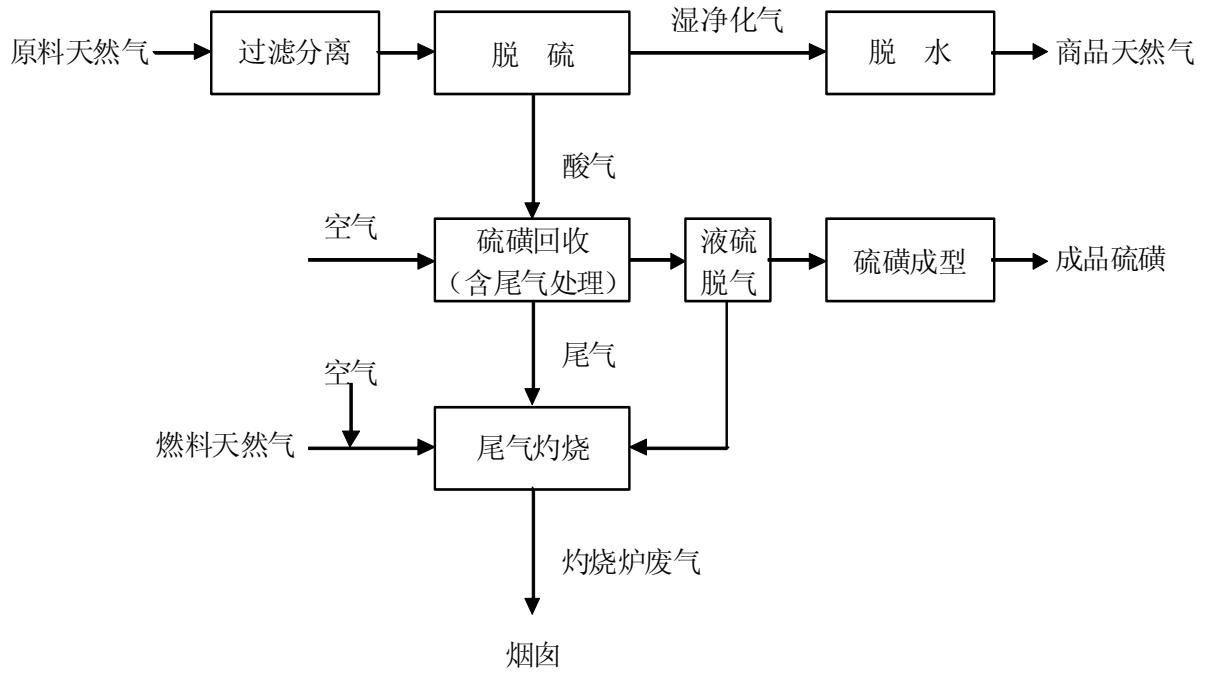 湿净化气
原料天然气
过滤分离
脱 硫
脱 水
商品天然气
酸气
空气
硫磺回收
（含尾气处理）
液硫
脱气
硫磺成型
成品硫磺
尾气
空气
燃料天然气
尾气灼烧
灼烧炉废气
烟囱